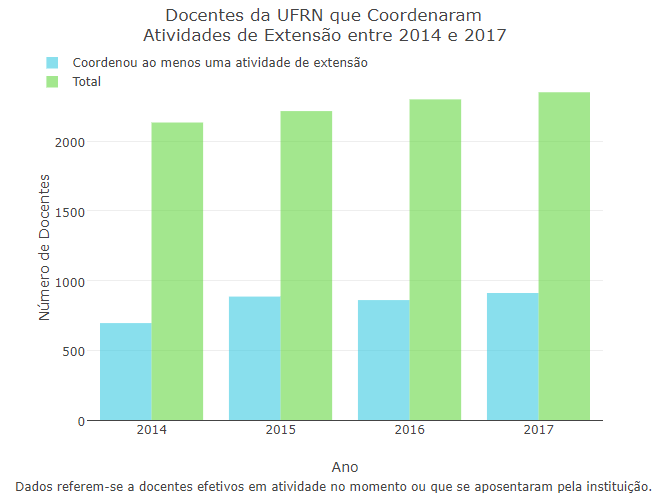 Docentes da UFRN que Coordenaram
Atividades de Extensão entre 2014 e 2017
Coordenou ao menos uma atividade de extensão
Total
Número de Docentes
2000
1500
1000
500
0
2014
2015
2016
2017
Ano
Dados referem-se a docentes efetivos em atividade no momento ou que se aposentaram pela instituição.